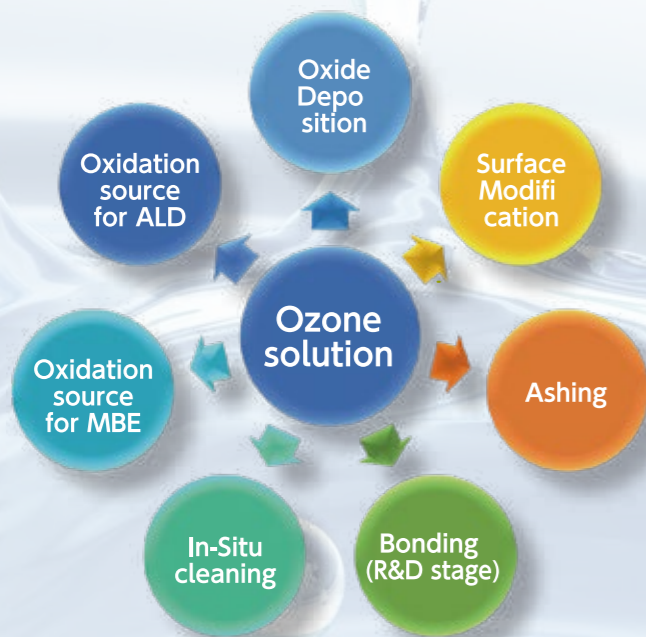 Oxide
Depo
sition
Surface
Modifi
cation
Oxidation
source
for ALD
Ozone
solution
Oxidation
source
for MBE
Ashing
In-Situ
cleaning
Bonding
(R&D stage)